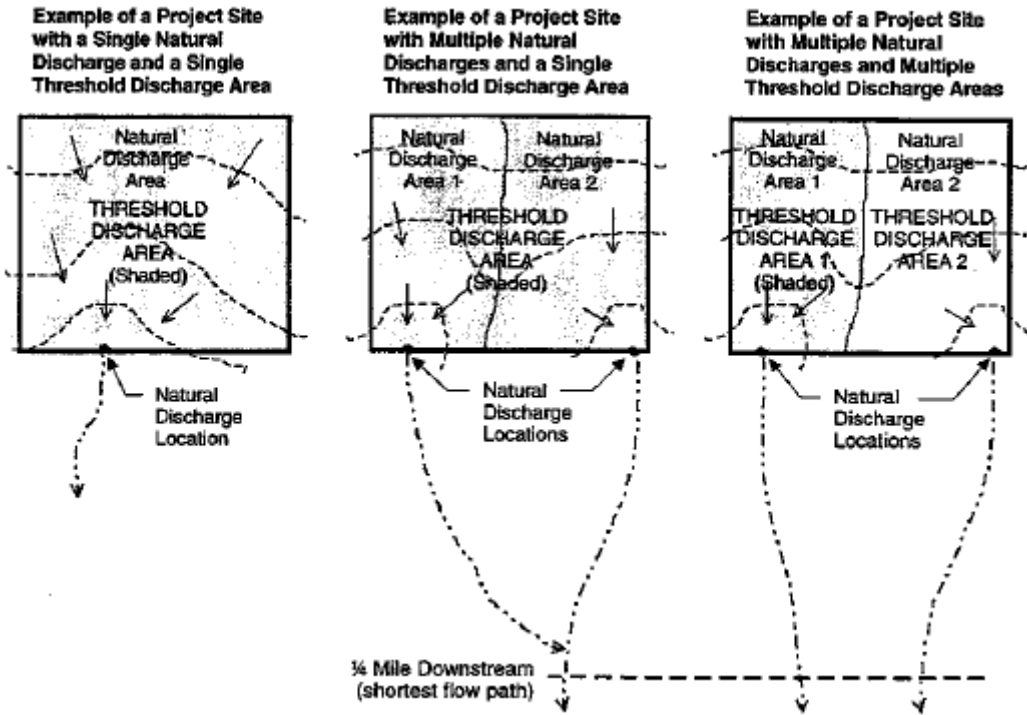 Example of a Project Site
with a Single Natural
Discharge and a Single
Threshold Discharge Area
Natural
Discharge
Area
THRESHOLD
DISCHARGE
AREA
(Shaded)
Natural
Discharge
Location
Example of a Project Site
with Multiple Natural
Discharges and a Single
Threshold Discharge Area
Natural
Discharge
Area 1
Natural
Discharge
Area 2
THRESHOLD
DISCHARGE
AREA
(Shaded)
Natural
Discharge
Locations
Example of a Project Site
with Multiple Natural
Discharges and Multiple
Threshold Discharge Areas
Natural
Discharge
Area 1
Natural
Discharge
Area 2
THRESHOLD
DISCHARGE
AREA 1
(Shaded)
THRESHOLD
DISCHARGE
AREA 2
Natural
Discharge
Locations
¼ Mile Downstream
(shortest flow path)